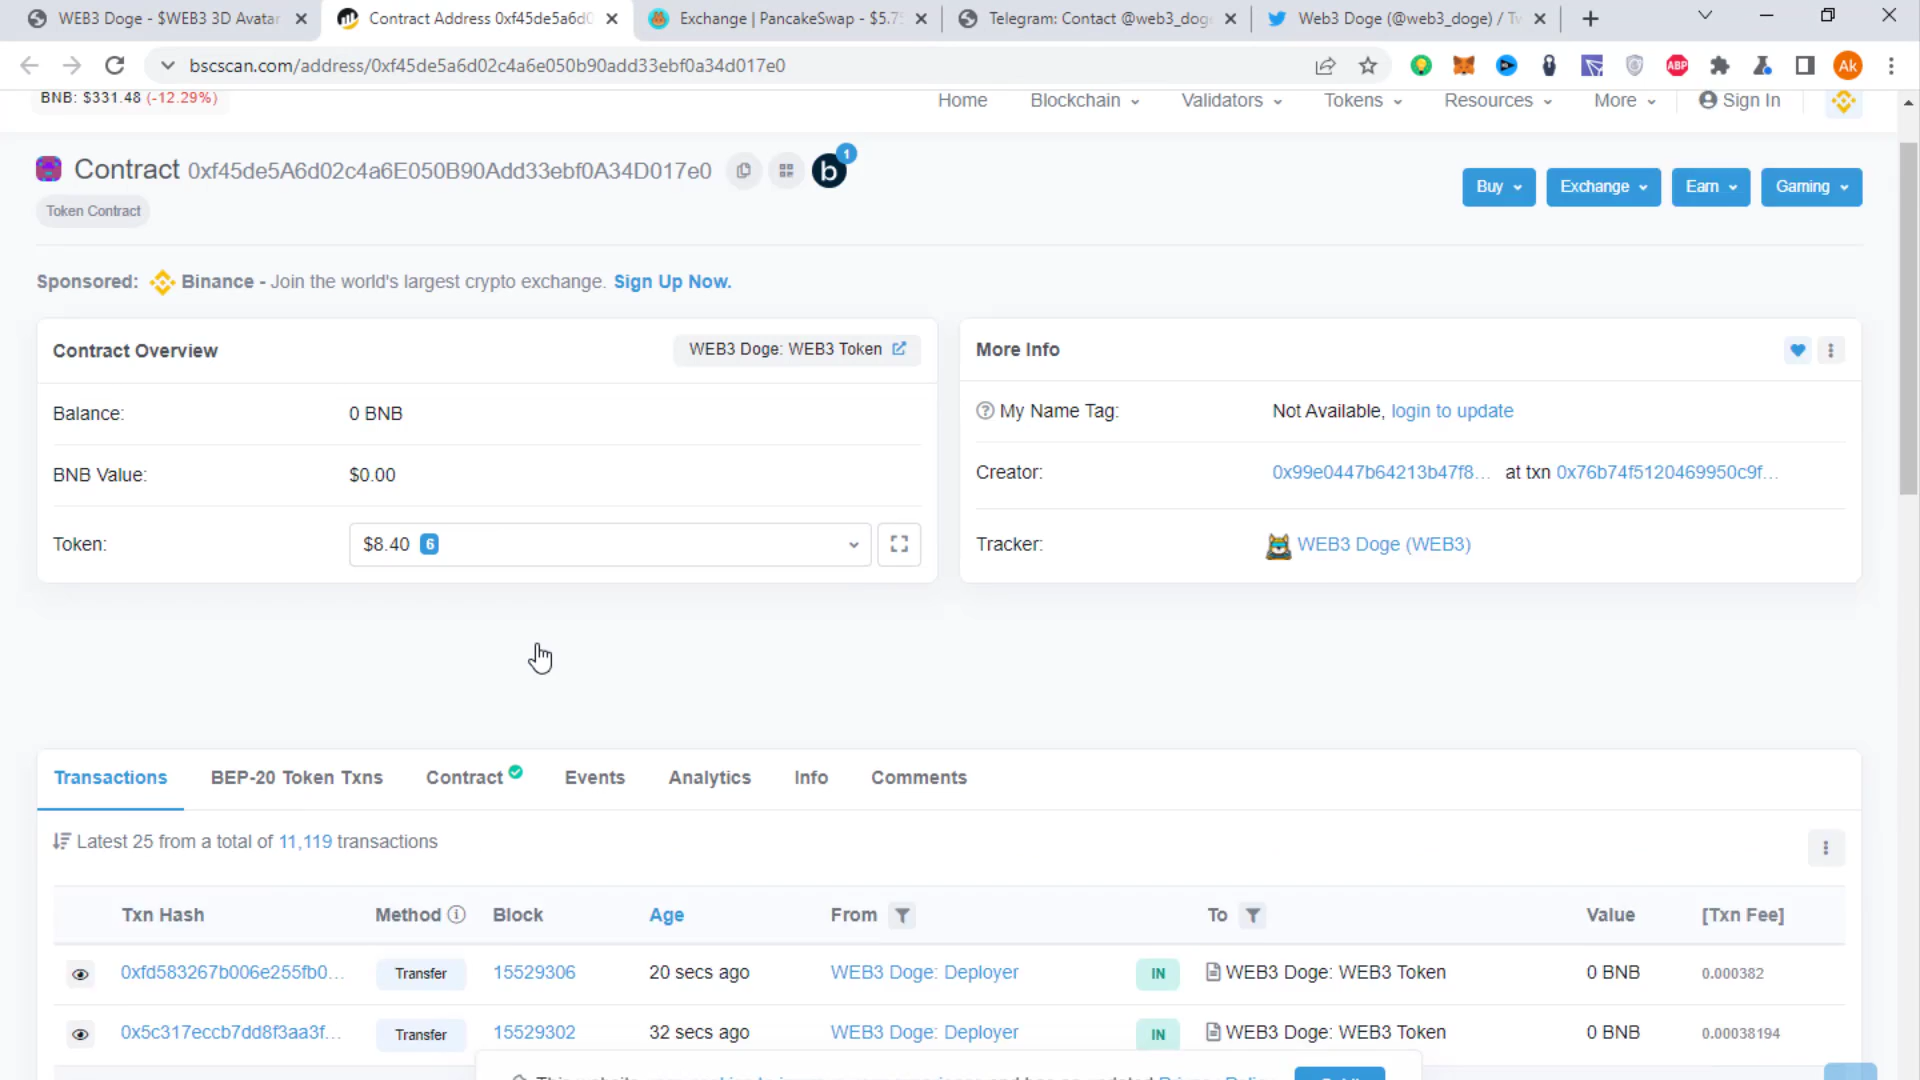 WEB3 Doge - $WEB3 3D Avatar
Contract Address 0xf45de5a6d0
Exchange | PancakeSwap - $5.75
Telegram: Contact @web3_doge
Web3 Doge (@web3_doge) / Tw
bscscan.com/address/0xf45de5a6d02c4a6e050b90add33ebf0a34d017e0
ABP
Ak
BNB: $331.48 (-12.29%)
Home Blockchain Validators Tokens Resources More Sign In
Contract 0xf45de5A6d02c4a6E050B90Add33ebf0A34D017e0
b 1
Buy Exchange Earn Gaming
Token Contract
Sponsored: Binance - Join the world's largest crypto exchange. Sign Up Now.
Contract Overview
WEB3 Doge: WEB3 Token
Balance: 0 BNB
BNB Value: $0.00
Token: $8.40 6
More Info
My Name Tag: Not Available, login to update
Creator: 0x99e0447b64213b47f8... at txn 0x76b74f5120469950c9f...
Tracker: WEB3 Doge (WEB3)
Transactions BEP-20 Token Txns Contract Events Analytics Info Comments
Latest 25 from a total of 11,119 transactions
Txn Hash Method Block Age From To Value [Txn Fee]
0xfd583267b006e255fb0... Transfer 15529306 20 secs ago WEB3 Doge: Deployer IN WEB3 Doge: WEB3 Token 0 BNB 0.000382
0x5c317eccb7dd8f3aa3f... Transfer 15529302 32 secs ago WEB3 Doge: Deployer IN WEB3 Doge: WEB3 Token 0 BNB 0.00038194